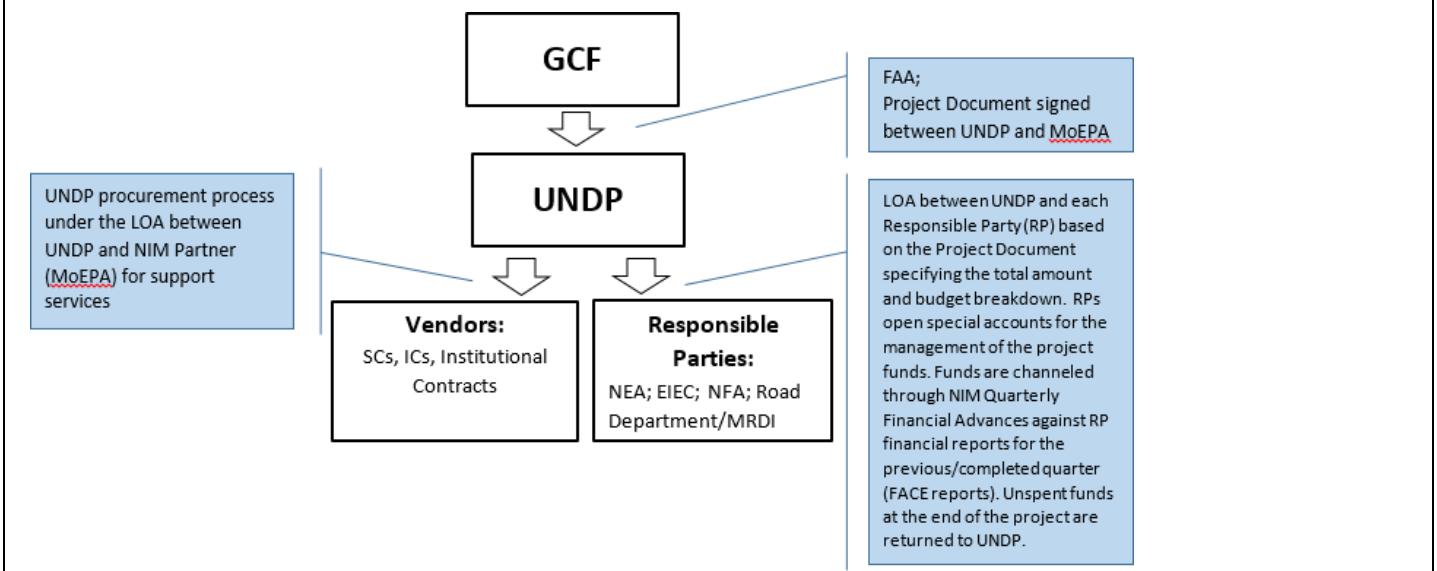 GCF
FAA;
Project Document signed
between UNDP and MoEPA
UNDP
UNDP procurement process
under the LOA between
UNDP and NIM Partner
(MoEPA) for support
services
LOA between UNDP and each
Responsible Party (RP) based
on the Project Document
specifying the total amount
and budget breakdown. RPs
open special accounts for the
management of the project
funds. Funds are channeled
through NIM Quarterly
Financial Advances against RP
financial reports for the
previous/completed quarter
(FACE reports). Unspent funds
at the end of the project are
returned to UNDP.
Vendors:
SCs, ICs, Institutional
Contracts
Responsible
Parties:
NEA; EIEC; NFA; Road
Department/MRDI